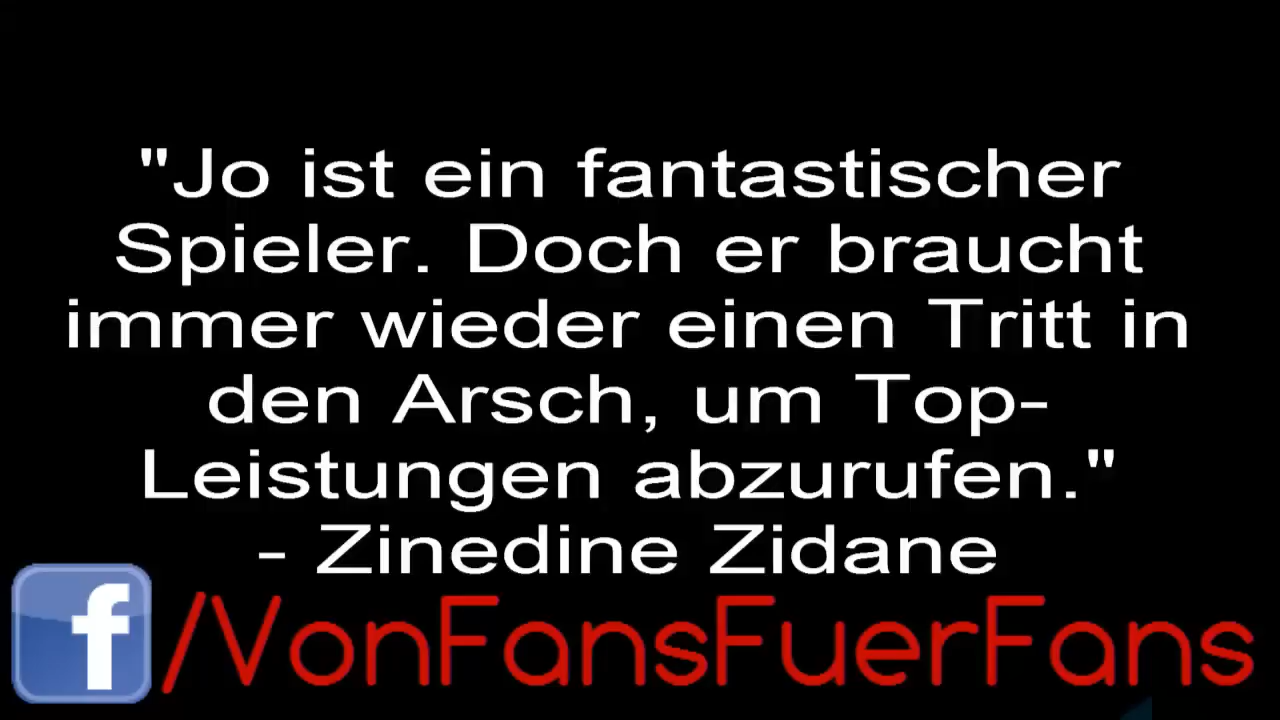 "Jo ist ein fantastischer
Spieler. Doch er braucht
immer wieder einen Tritt in
den Arsch, um Top-
Leistungen abzurufen."
- Zinedine Zidane
f /VonFansFuerFans